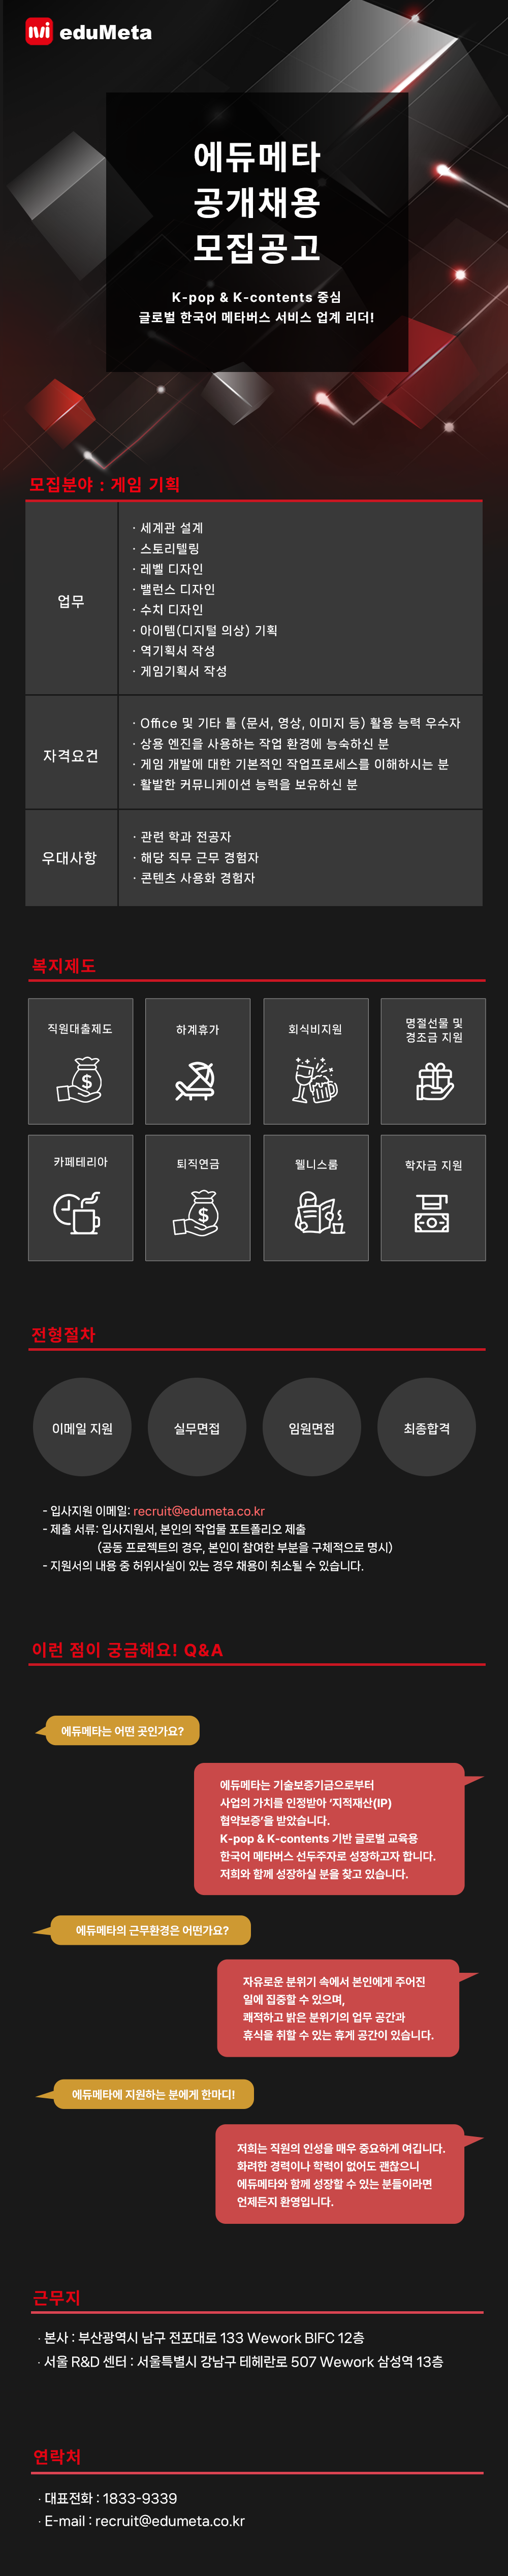 eduMeta
에듀메타
공개채용
모집공고
K-pop & K-contents 중심
글로벌 한국어 메타버스 서비스 업계 리더!
모집분야 : 게임 기획
업무
· 세계관 설계
· 스토리텔링
· 레벨 디자인
· 밸런스 디자인
· 수치 디자인
· 아이템(디지털 의상) 기획
· 역기획서 작성
· 게임기획서 작성
자격요건
· Office 및 기타 툴 (문서, 영상, 이미지 등) 활용 능력 우수자
· 상용 엔진을 사용하는 작업 환경에 능숙하신 분
· 게임 개발에 대한 기본적인 작업프로세스를 이해하시는 분
· 활발한 커뮤니케이션 능력을 보유하신 분
우대사항
· 관련 학과 전공자
· 해당 직무 근무 경험자
· 콘텐츠 사용화 경험자
복지제도
직원대출제도
하계휴가
회식비지원
명절선물 및
경조금 지원
카페테리아
퇴직연금
웰니스룸
학자금 지원
전형절차
이메일 지원
실무면접
임원면접
최종합격
- 입사지원 이메일: recruit@edumeta.co.kr
- 제출 서류: 입사지원서, 본인의 작업물 포트폴리오 제출
(공동 프로젝트의 경우, 본인이 참여한 부분을 구체적으로 명시)
- 지원서의 내용 중 허위사실이 있는 경우 채용이 취소될 수 있습니다.
이런 점이 궁금해요! Q&A
에듀메타는 어떤 곳인가요?
에듀메타는 기술보증기금으로부터
사업의 가치를 인정받아 ‘지적재산(IP)
협약보증’을 받았습니다.
K-pop & K-contents 기반 글로벌 교육용
한국어 메타버스 선두주자로 성장하고자 합니다.
저희와 함께 성장하실 분을 찾고 있습니다.
에듀메타의 근무환경은 어떤가요?
자유로운 분위기 속에서 본인에게 주어진
일에 집중할 수 있으며,
쾌적하고 밝은 분위기의 업무 공간과
휴식을 취할 수 있는 휴게 공간이 있습니다.
에듀메타에 지원하는 분에게 한마디!
저희는 직원의 인성을 매우 중요하게 여깁니다.
화려한 경력이나 학력이 없어도 괜찮으니
에듀메타와 함께 성장할 수 있는 분들이라면
언제든지 환영입니다.
근무지
· 본사 : 부산광역시 남구 전포대로 133 Wework BIFC 12층
· 서울 R&D 센터 : 서울특별시 강남구 테헤란로 507 Wework 삼성역 13층
연락처
· 대표전화 : 1833-9339
· E-mail : recruit@edumeta.co.kr